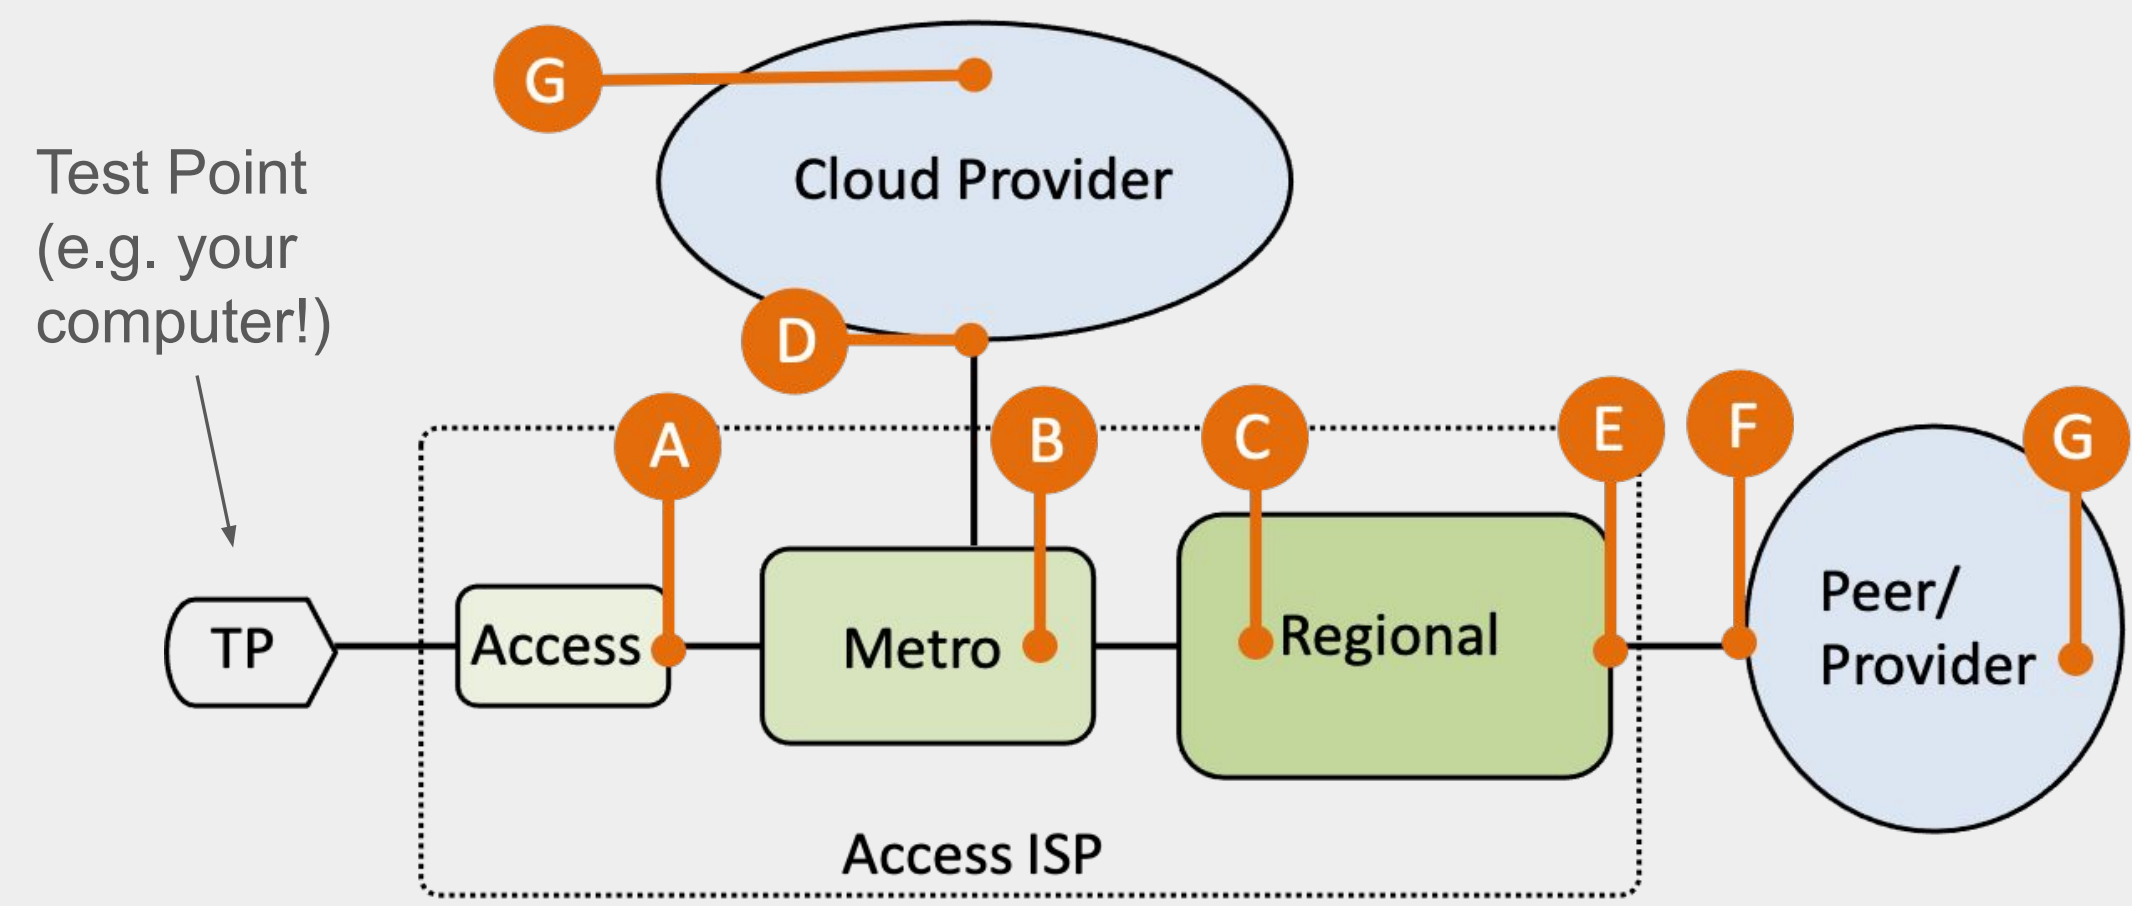 G
Cloud Provider
Test Point
(e.g. your
computer!)
D
A
B
C
E
F
G
TP
Access
Metro
Regional
Peer/
Provider
Access ISP